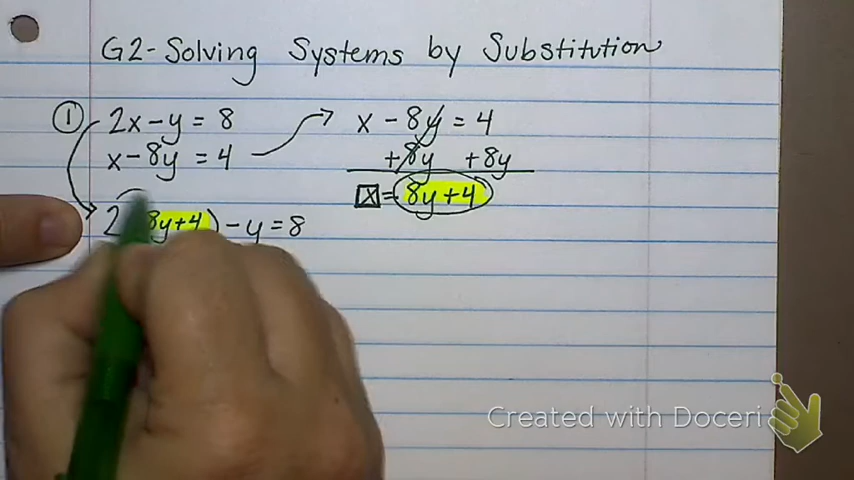 G2-Solving Systems by Substitution
① 2x-y=8
x-8y=4
2(8y+4)-y=8
x-8y=4
+8y +8y
x=8y+4
Created with Doceri